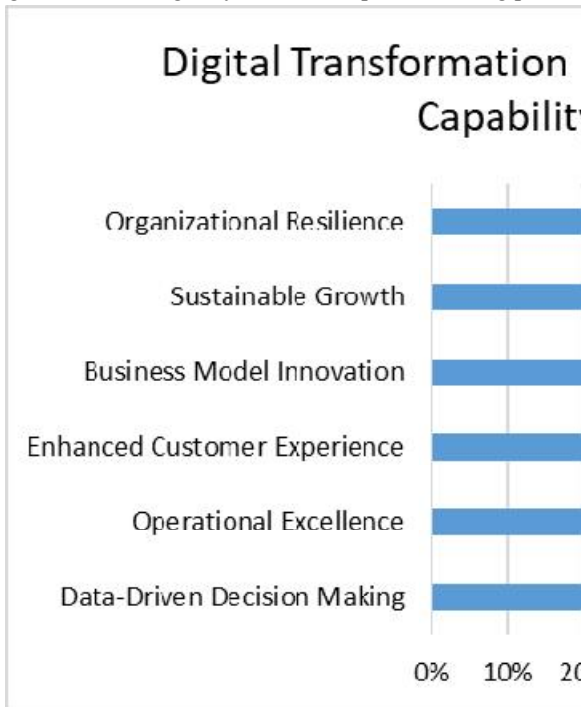 Digital Transformation
Capability
Organizational Resilience
Sustainable Growth
Business Model Innovation
Enhanced Customer Experience
Operational Excellence
Data-Driven Decision Making
0% 10%